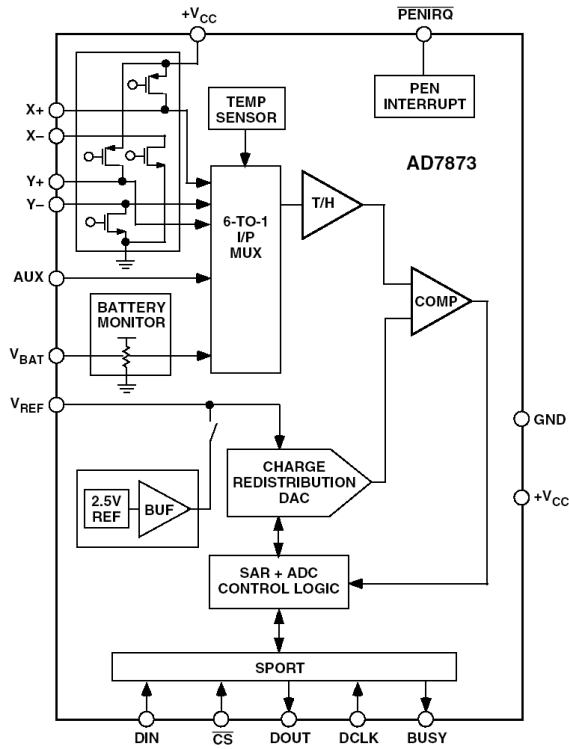 +VCC
PENIRQ
PEN
INTERRUPT
TEMP
SENSOR
AD7873
X+
X–
Y+
Y–
6-TO-1
I/P
MUX
T/H
AUX
COMP
BATTERY
MONITOR
VBAT
VREF
GND
CHARGE
REDISTRIBUTION
DAC
2.5V
REF
BUF
+VCC
SAR + ADC
CONTROL LOGIC
SPORT
DIN
CS
DOUT
DCLK
BUSY